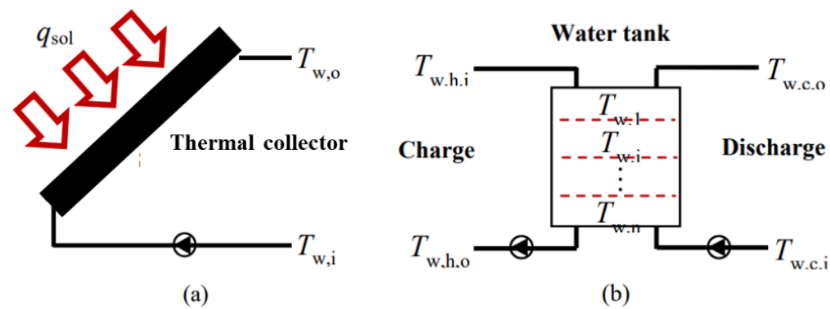 q_sol
T_w,o
Thermal collector
T_w,i
(a)
Water tank
T_w.h.i
T_w.c.o
T_w.1
Charge
T_w.i
Discharge
⋮
T_w.n
T_w.h.o
T_w.c.i
(b)